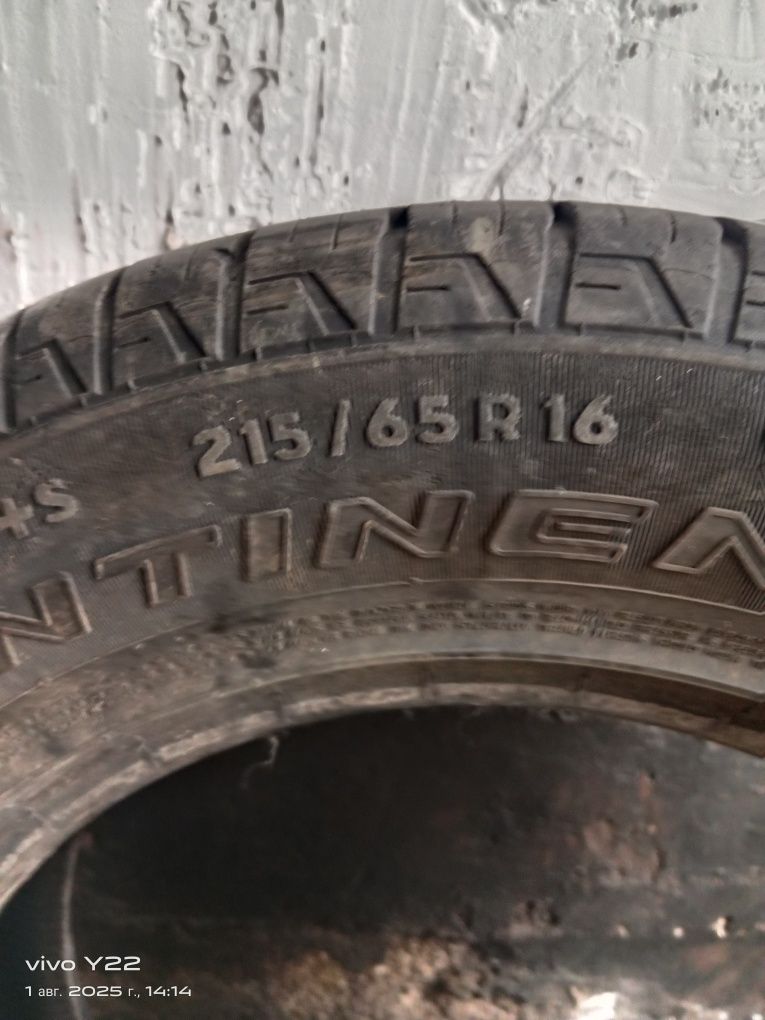 215/65R16
+S
NTINEN
vivo Y22
1 авг. 2025 г., 14:14